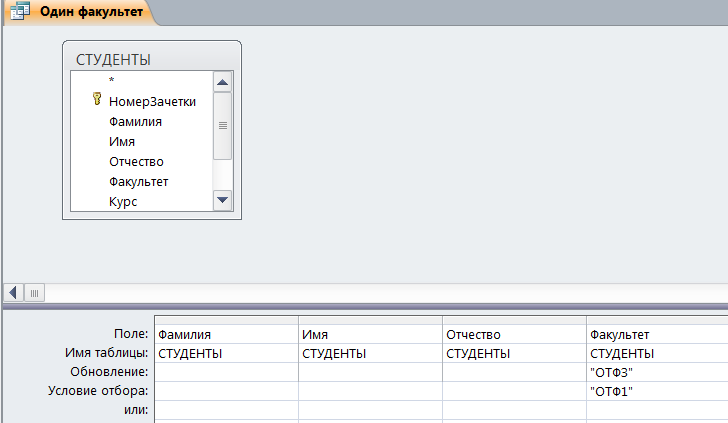 Один факультет
СТУДЕНТЫ
*
НомерЗачетки
Фамилия
Имя
Отчество
Факультет
Курс
Поле: Фамилия Имя Отчество Факультет
Имя таблицы: СТУДЕНТЫ СТУДЕНТЫ СТУДЕНТЫ СТУДЕНТЫ
Обновление: "ОТФ3"
Условие отбора: "ОТФ1"
или: